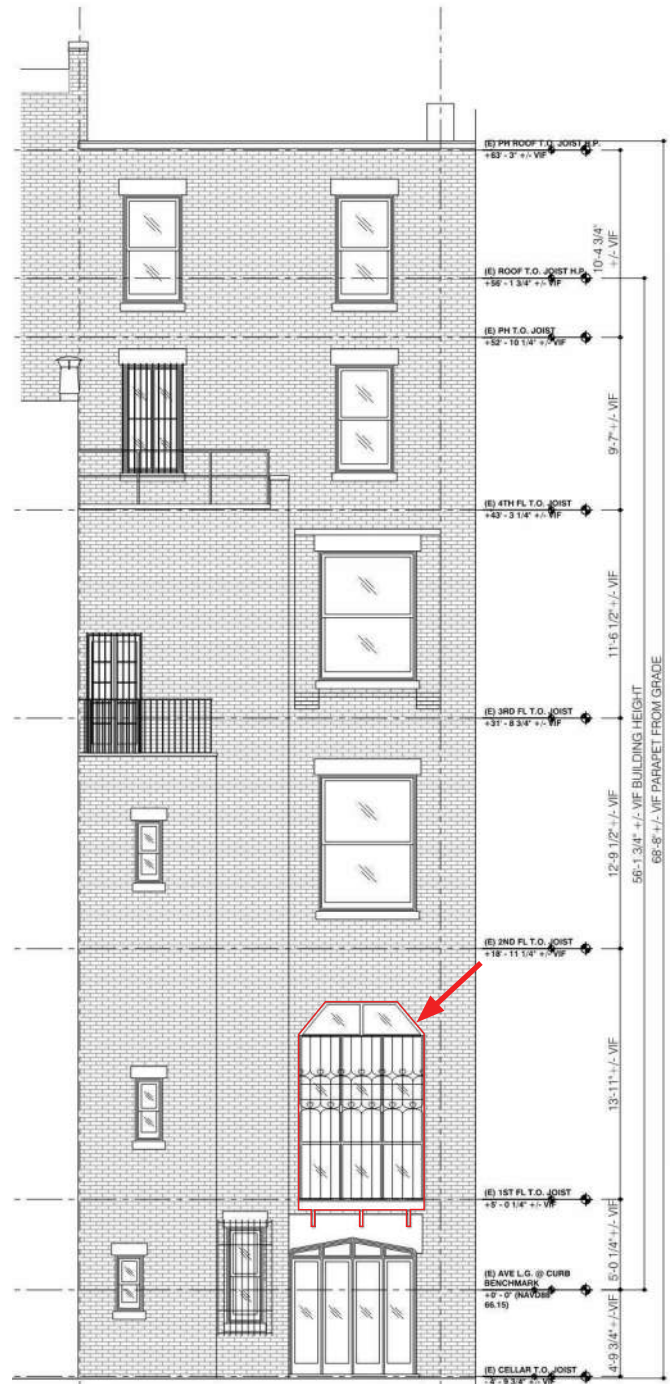 (E) PH ROOF T.O. JOIST H.P.
+63' - 3" +/- VIF
10'-4 3/4"
+/- VIF
(E) ROOF T.O. JOIST H.P.
+56' - 1 3/4" +/- VIF
(E) PH T.O. JOIST
+52' - 10 1/4" +/- VIF
9'-7"+/- VIF
(E) 4TH FL T.O. JOIST
+43' - 3 1/4" +/- VIF
11'-6 1/2"+/- VIF
(E) 3RD FL T.O. JOIST
+31' - 8 3/4" +/- VIF
56'-1 3/4" +/- VIF BUILDING HEIGHT
68'-8"+/- VIF PARAPET FROM GRADE
12'-9 1/2"+/- VIF
(E) 2ND FL T.O. JOIST
+18' - 11 1/4" +/- VIF
13'-11"+/- VIF
(E) 1ST FL T.O. JOIST
+5' - 0 1/4" +/- VIF
5'-0 1/4"+/- VIF
(E) AVE L.G. @ CURB
BENCHMARK
+0' - 0" (NAVD88
66.15)
4'-9 3/4"+/-VIF
(E) CELLAR T.O. JOIST
- 4' - 9 3/4" +/- VIF